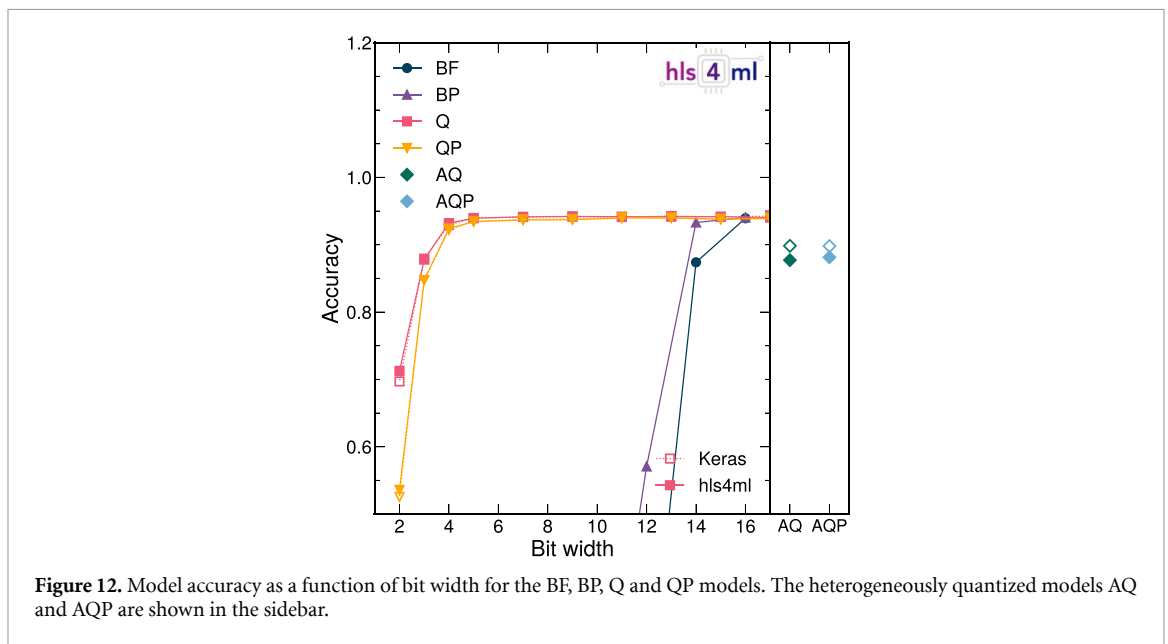 1.2
1.0
0.8
0.6
Accuracy
BF
BP
Q
QP
AQ
AQP
hls 4 ml
Keras
hls4ml
2 4 6 8 10 12 14 16 AQ AQP
Bit width
Figure 12. Model accuracy as a function of bit width for the BF, BP, Q and QP models. The heterogeneously quantized models AQ
and AQP are shown in the sidebar.